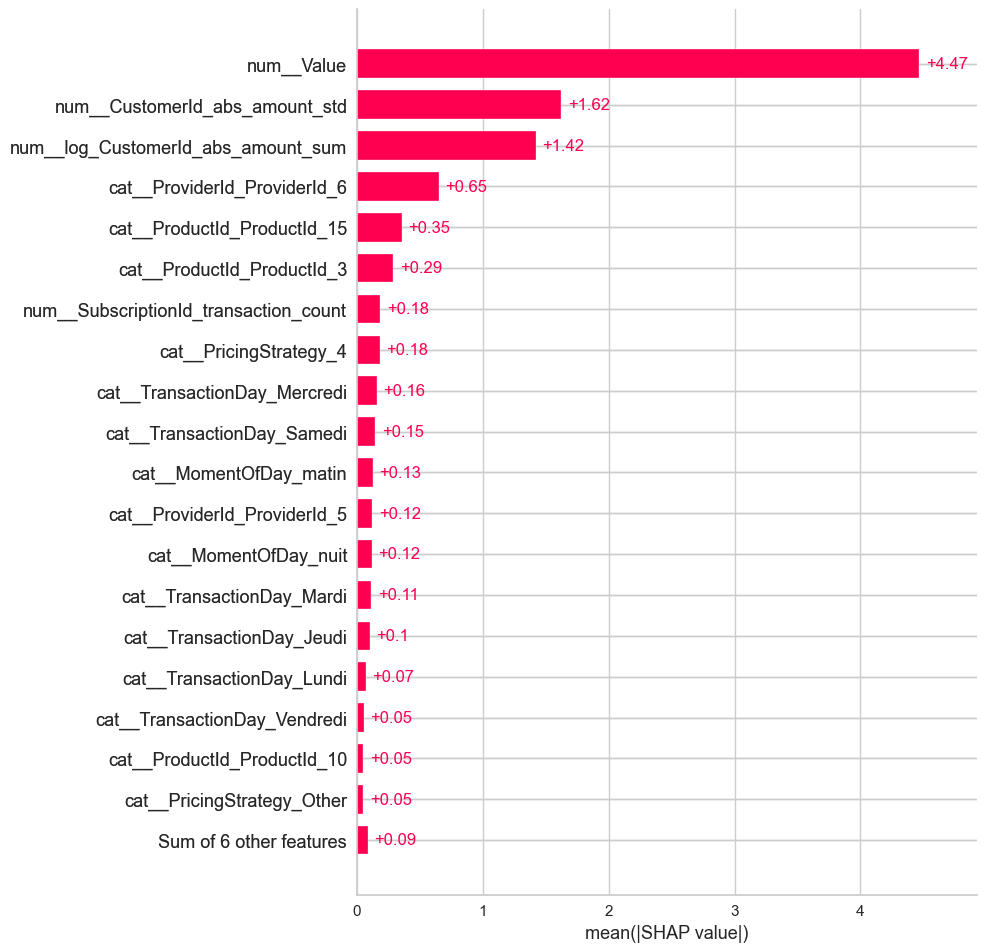 num__Value +4.47
num__CustomerId_abs_amount_std +1.62
num__log_CustomerId_abs_amount_sum +1.42
cat__ProviderId_ProviderId_6 +0.65
cat__ProductId_ProductId_15 +0.35
cat__ProductId_ProductId_3 +0.29
num__SubscriptionId_transaction_count +0.18
cat__PricingStrategy_4 +0.18
cat__TransactionDay_Mercredi +0.16
cat__TransactionDay_Samedi +0.15
cat__MomentOfDay_matin +0.13
cat__ProviderId_ProviderId_5 +0.12
cat__MomentOfDay_nuit +0.12
cat__TransactionDay_Mardi +0.11
cat__TransactionDay_Jeudi +0.1
cat__TransactionDay_Lundi +0.07
cat__TransactionDay_Vendredi +0.05
cat__ProductId_ProductId_10 +0.05
cat__PricingStrategy_Other +0.05
Sum of 6 other features +0.09
0 1 2 3 4
mean(|SHAP value|)